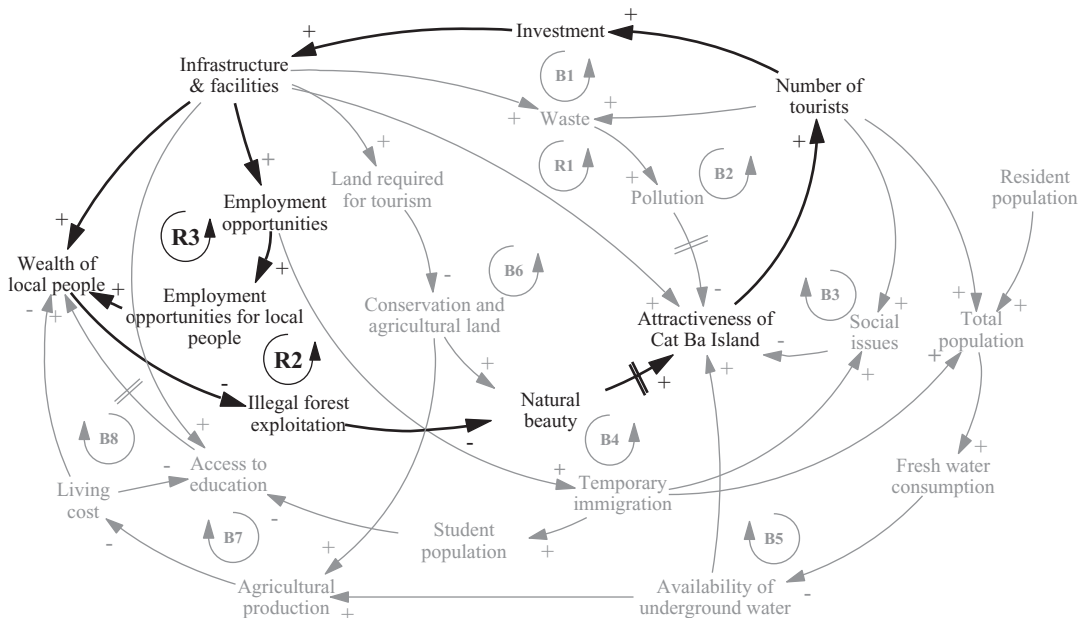 Investment
Infrastructure
& facilities
Number of
tourists
B1
Waste
R1
B2
Land required
for tourism
Pollution
Resident
population
Employment
opportunities
R3
Wealth of
local people
B6
Employment
opportunities for local
people
Conservation and
agricultural land
B3
Attractiveness of
Cat Ba Island
Social
issues
Total
population
R2
Illegal forest
exploitation
Natural
beauty
B8
B4
Access to
education
Living
cost
Temporary
immigration
Fresh water
consumption
Student
population
B7
B5
Agricultural
production
Availability of
underground water
+
+
+
+
+
+
+
+
+
+
+
-
-
+
+
+
+
+
+
+
+
-
+
-
+
+
+
-
-
+
-
+
-
+
+
-
-
+
-
+
-
+